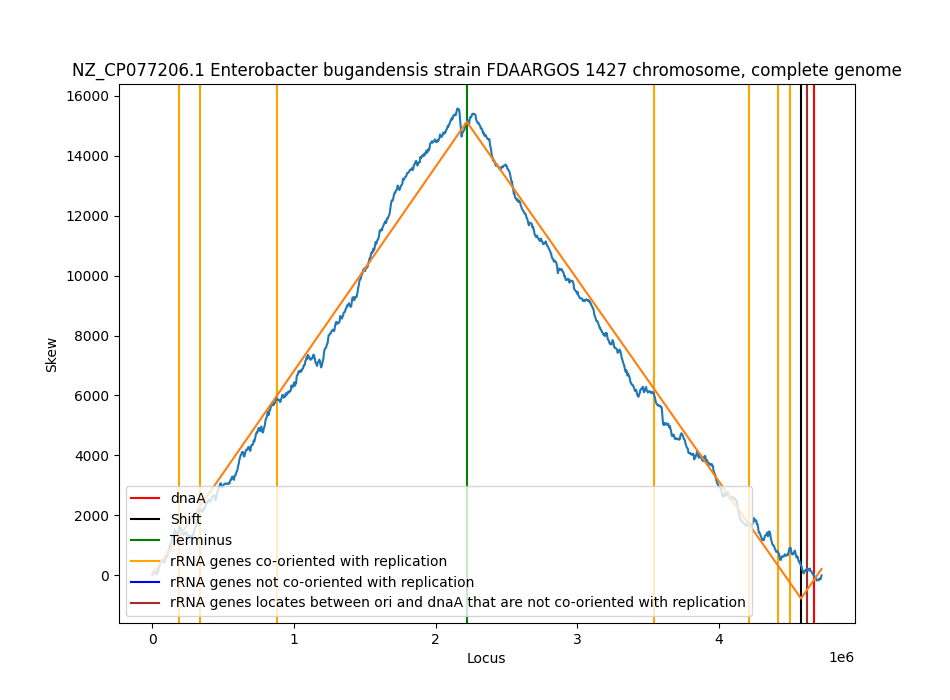 NZ_CP077206.1 Enterobacter bugandensis strain FDAARGOS 1427 chromosome, complete genome
16000
14000
12000
10000
8000
6000
4000
2000
0
Skew
dnaA
Shift
Terminus
rRNA genes co-oriented with replication
rRNA genes not co-oriented with replication
rRNA genes locates between ori and dnaA that are not co-oriented with replication
0 1 2 3 4
1e6
Locus